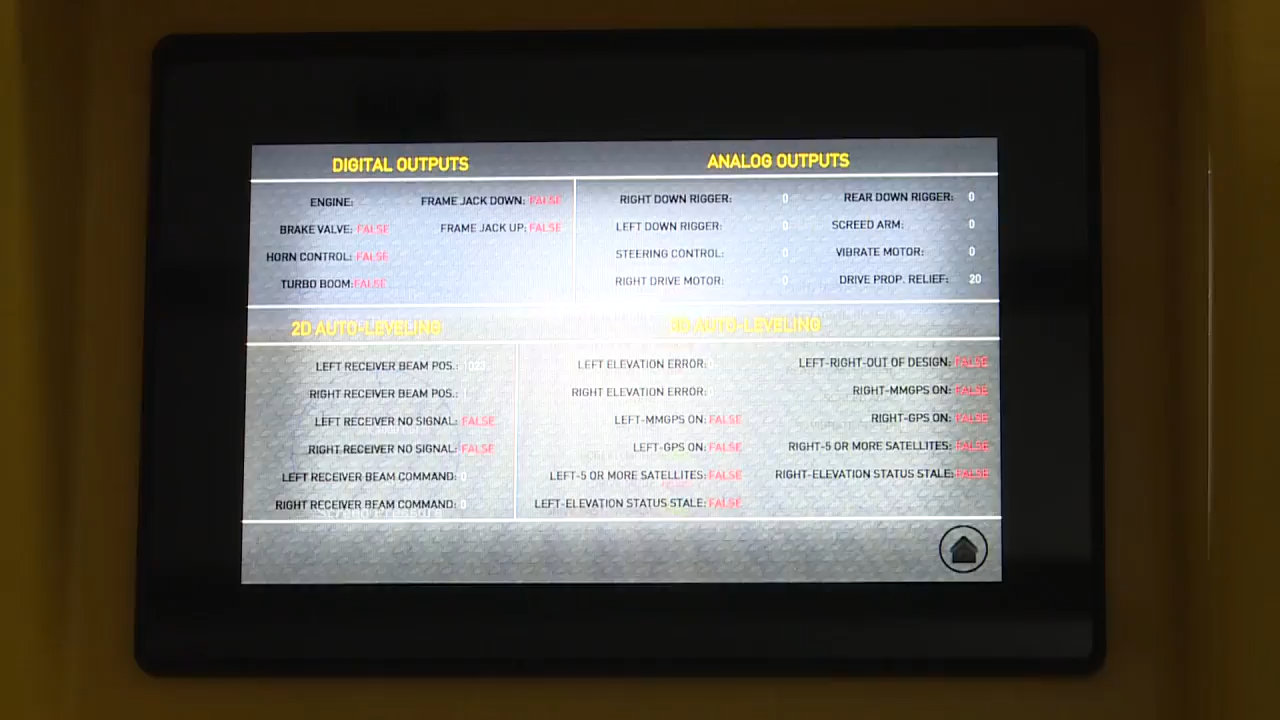 DIGITAL OUTPUTS
ENGINE:
FRAME JACK DOWN: FALSE
BRAKE VALVE: FALSE
FRAME JACK UP: FALSE
HORN CONTROL: FALSE
TURBO BOOM:FALSE
ANALOG OUTPUTS
RIGHT DOWN RIGGER: 0
REAR DOWN RIGGER: 0
LEFT DOWN RIGGER: 0
SCREED ARM: 0
STEERING CONTROL: 0
VIBRATE MOTOR: 0
RIGHT DRIVE MOTOR: 0
DRIVE PROP. RELIEF: 20
2D AUTO-LEVELING
LEFT RECEIVER BEAM POS.: 1023
RIGHT RECEIVER BEAM POS.:
LEFT RECEIVER NO SIGNAL: FALSE
RIGHT RECEIVER NO SIGNAL: FALSE
LEFT RECEIVER BEAM COMMAND: 0
RIGHT RECEIVER BEAM COMMAND: 0
Screed Pressure
3D AUTO-LEVELING
LEFT ELEVATION ERROR:
LEFT-RIGHT-OUT OF DESIGN: FALSE
RIGHT ELEVATION ERROR:
RIGHT-MMGPS ON: FALSE
LEFT-MMGPS ON: FALSE
RIGHT-GPS ON: FALSE
LEFT-GPS ON: FALSE
RIGHT-5 OR MORE SATELLITES: FALSE
LEFT-5 OR MORE SATELLITES: FALSE
RIGHT-ELEVATION STATUS STALE: FALSE
LEFT-ELEVATION STATUS STALE: FALSE